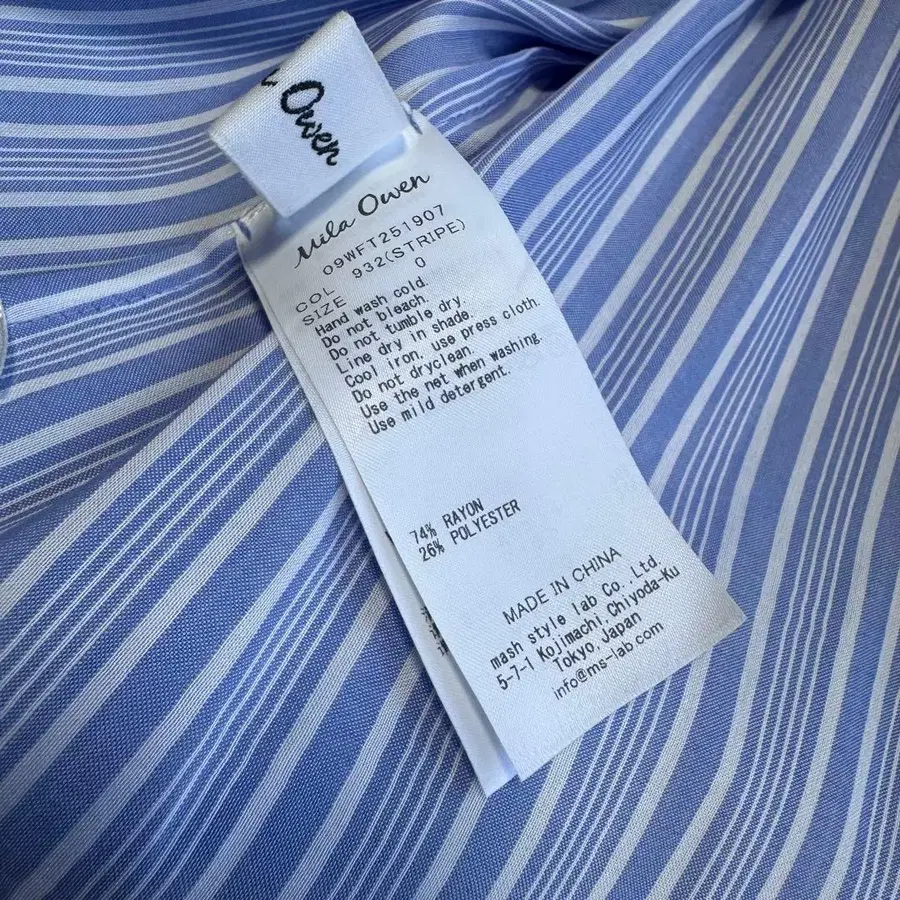 Owen
Mila Owen
09WFT251907
COL 932(STRIPE)
SIZE 0
Hand wash cold.
Do not bleach.
Do not tumble dry.
Line dry in shade.
Cool iron, use press cloth.
Do not dryclean.
Use the net when washing.
Use mild detergent.
74% RAYON
26% POLYESTER
MADE IN CHINA
mash style lab Co.,Ltd.
5-7-1 Kojimachi, Chiyoda-Ku
Tokyo, Japan
info@ms-lab.com